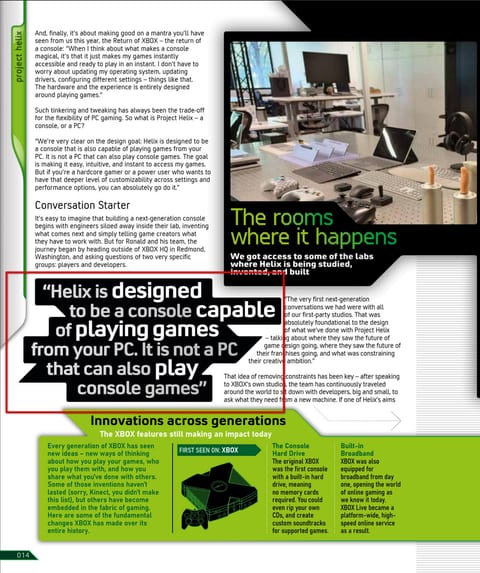 project helix
And, finally, it's about making good on a mantra you'll have
seen from us this year, the Return of XBOX – the return of
a console: "When I think about what makes a console
magical, it's that it just makes my games instantly
accessible and ready to play in an instant. I don't have to
worry about updating my operating system, updating
drivers, configuring different settings – things like that.
The hardware and the experience is entirely designed
around playing games."
Such tinkering and tweaking has always been the trade-off
for the flexibility of PC gaming. So what is Project Helix – a
console, or a PC?
"We're very clear on the design goal: Helix is designed to
be a console that is also capable of playing games from your
PC. It is not a PC that can also play console games. The goal
is making it easy, intuitive, and instant to access my games.
But if you're a hardcore gamer or a power user who wants to
have that deeper level of customizability across settings and
performance options, you can absolutely go do it."
Conversation Starter
It's easy to imagine that building a next-generation console
begins with engineers siloed away inside their lab, inventing
what comes next and simply telling game creators what
they have to work with. But for Ronald and his team, the
journey began by heading outside of XBOX HQ in Redmond,
Washington, and asking questions of two very specific
groups: players and developers.
The rooms
where it happens
We got access to some of the labs
where Helix is being studied,
invented, and built
"Helix is designed
to be a console capable
of playing games
from your PC. It is not a PC
that can also play
console games"
"The very first next-generation
conversations we had were with all
of our first-party studios. That was
absolutely foundational to the design
of what we've done with Project Helix
– talking about where they saw the future of
game design going, where they saw the future of
their franchises going, and what was constraining
their creative ambition."
That idea of removing constraints has been key – after speaking
to XBOX's own studios, the team has continuously traveled
around the world to sit down with developers, big and small, to
ask what they need from a new machine. If one of Helix's aims
Innovations across generations
The XBOX features still making an impact today
Every generation of XBOX has seen
new ideas – new ways of thinking
about how you play your games, who
you play them with, and how you
share what you've done with others.
Some of those inventions haven't
lasted (sorry, Kinect, you didn't make
this list), but others have become
embedded in the fabric of gaming.
Here are some of the fundamental
changes XBOX has made over its
entire history.
FIRST SEEN ON: XBOX
The Console
Hard Drive
The original XBOX
was the first console
with a built-in hard
drive, meaning
no memory cards
required. You could
even rip your own
CDs, and create
custom soundtracks
for supported games.
Built-in
Broadband
XBOX was also
equipped for
broadband from day
one, opening the world
of online gaming as
we know it today.
XBOX Live became a
platform-wide, high-
speed online service
as a result.
014